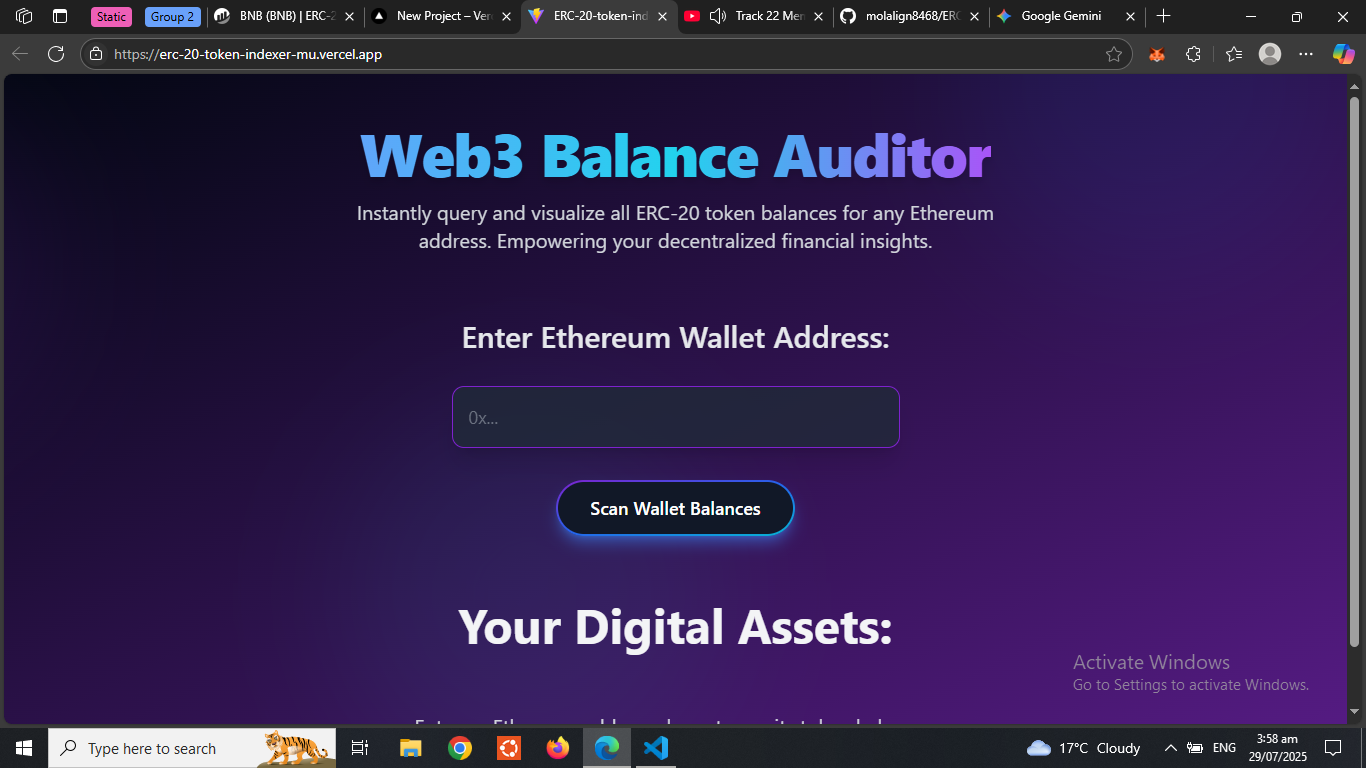 Static
Group 2
BNB (BNB) | ERC-2
New Project – Ver
ERC-20-token-ind
Track 22 Men
molalign8468/ERC
Google Gemini
https://erc-20-token-indexer-mu.vercel.app
Web3 Balance Auditor
Instantly query and visualize all ERC-20 token balances for any Ethereum
address. Empowering your decentralized financial insights.
Enter Ethereum Wallet Address:
0x...
Scan Wallet Balances
Your Digital Assets:
Activate Windows
Go to Settings to activate Windows.
Type here to search
17°C Cloudy
ENG
3:58 am
29/07/2025